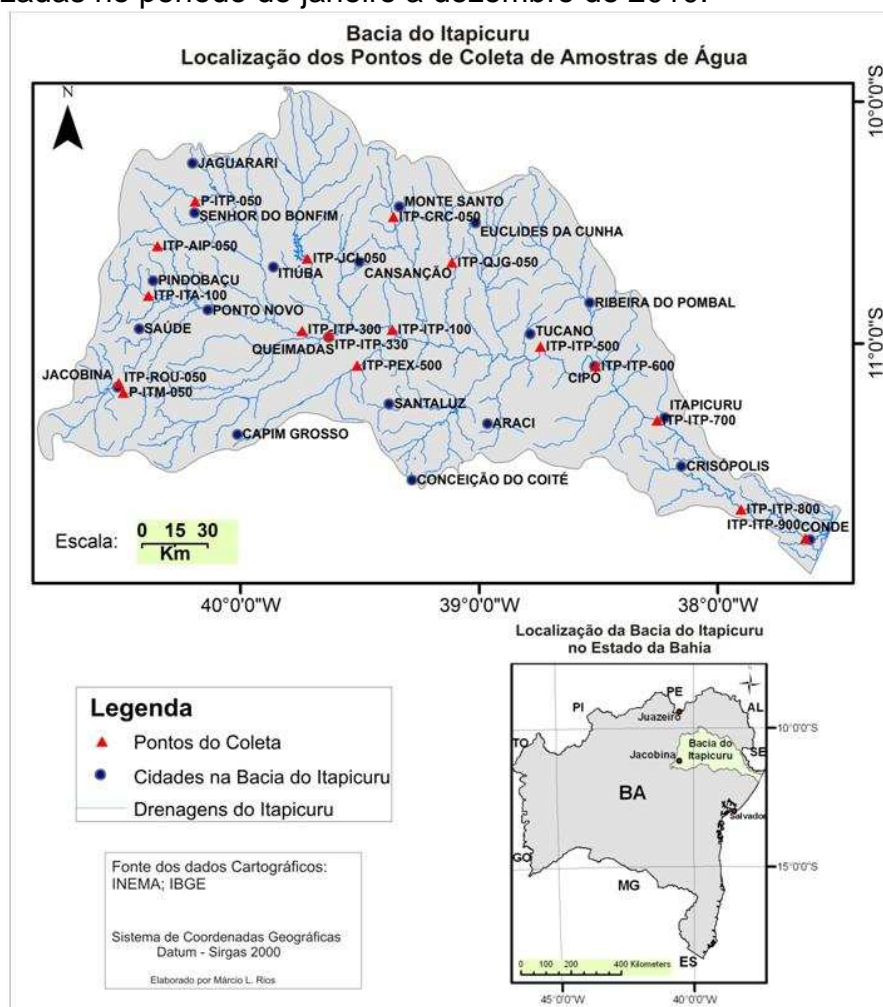 zadas no período de janeiro a dezembro de 2010.
Bacia do Itapicuru
Localização dos Pontos de Coleta de Amostras de Água
N
10°0'0"S
JAGUARARI
P-ITP-050
SENHOR DO BONFIM
MONTE SANTO
ITP-CRC-050
EUCLIDES DA CUNHA
ITP-AIP-050
ITP-JCI-050
ITIÚBA
CANSANÇÃO
ITP-QJG-050
PINDOBAÇU
ITP-ITA-100
PONTO NOVO
RIBEIRA DO POMBAL
SAÚDE
ITP-ITP-300
ITP-ITP-100
TUCANO
11°0'0"S
QUEIMADAS
ITP-ITP-330
ITP-ITP-500
ITP-PEX-500
ITP-ITP-600
CIPÓ
JACOBINA
ITP-ROU-050
P-ITM-050
SANTALUZ
ITAPICURU
ITP-ITP-700
ARACI
CAPIM GROSSO
CRISÓPOLIS
CONCEIÇÃO DO COITÉ
ITP-ITP-800
ITP-ITP-900
CONDE
Escala:
0 15 30
Km
40°0'0"W
39°0'0"W
38°0'0"W
Localização da Bacia do Itapicuru
no Estado da Bahia
PI
PE
AL
Juazeiro
10°0'0"S
TO
SE
Bacia do
Itapicuru
Jacobina
BA
Salvador
GO
15°0'0"S
MG
ES
0 100 200 400 Kilometers
45°0'0"W
40°0'0"W
Legenda
Pontos do Coleta
Cidades na Bacia do Itapicuru
Drenagens do Itapicuru
Fonte dos dados Cartográficos:
INEMA; IBGE
Sistema de Coordenadas Geográficas
Datum - Sirgas 2000
Elaborado por Márcio L. Rios